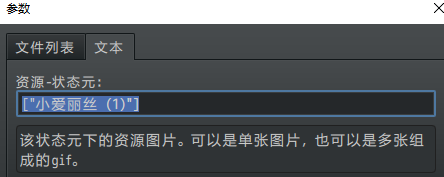 参数
文件列表 文本
资源-状态元：
["小爱丽丝 (1)"]
该状态元下的资源图片。可以是单张图片，也可以是多张组
成的gif。